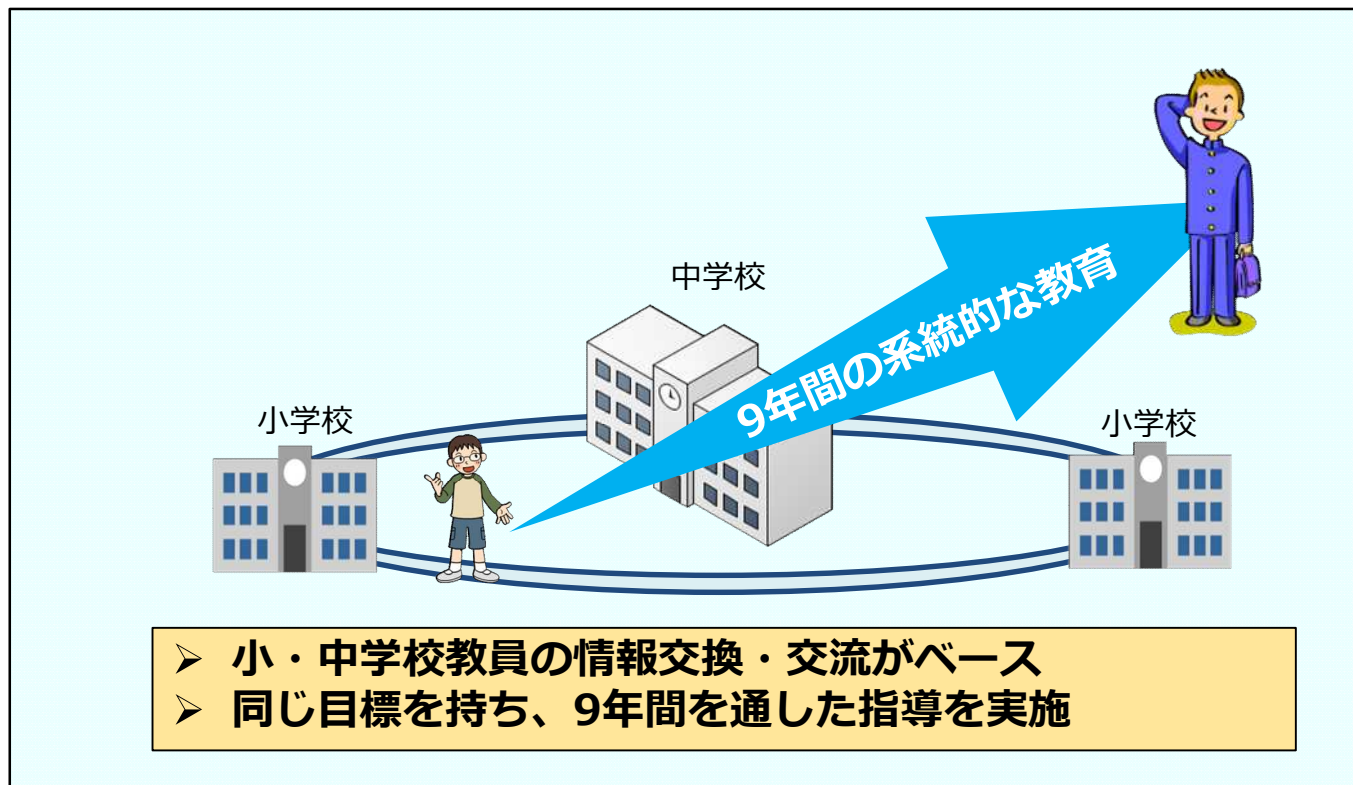 中学校
9年間の系統的な教育
小学校
小学校
➢ 小・中学校教員の情報交換・交流がベース
➢ 同じ目標を持ち、9年間を通した指導を実施